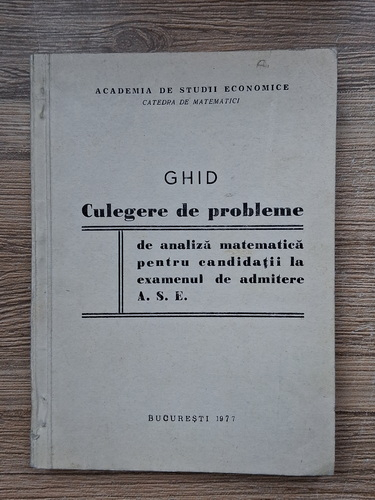 ACADEMIA DE STUDII ECONOMICE
CATEDRA DE MATEMATICI
GHID
Culegere de probleme
de analiză matematică
pentru candidații la
examenul de admitere
A. S. E.
BUCUREȘTI 1977